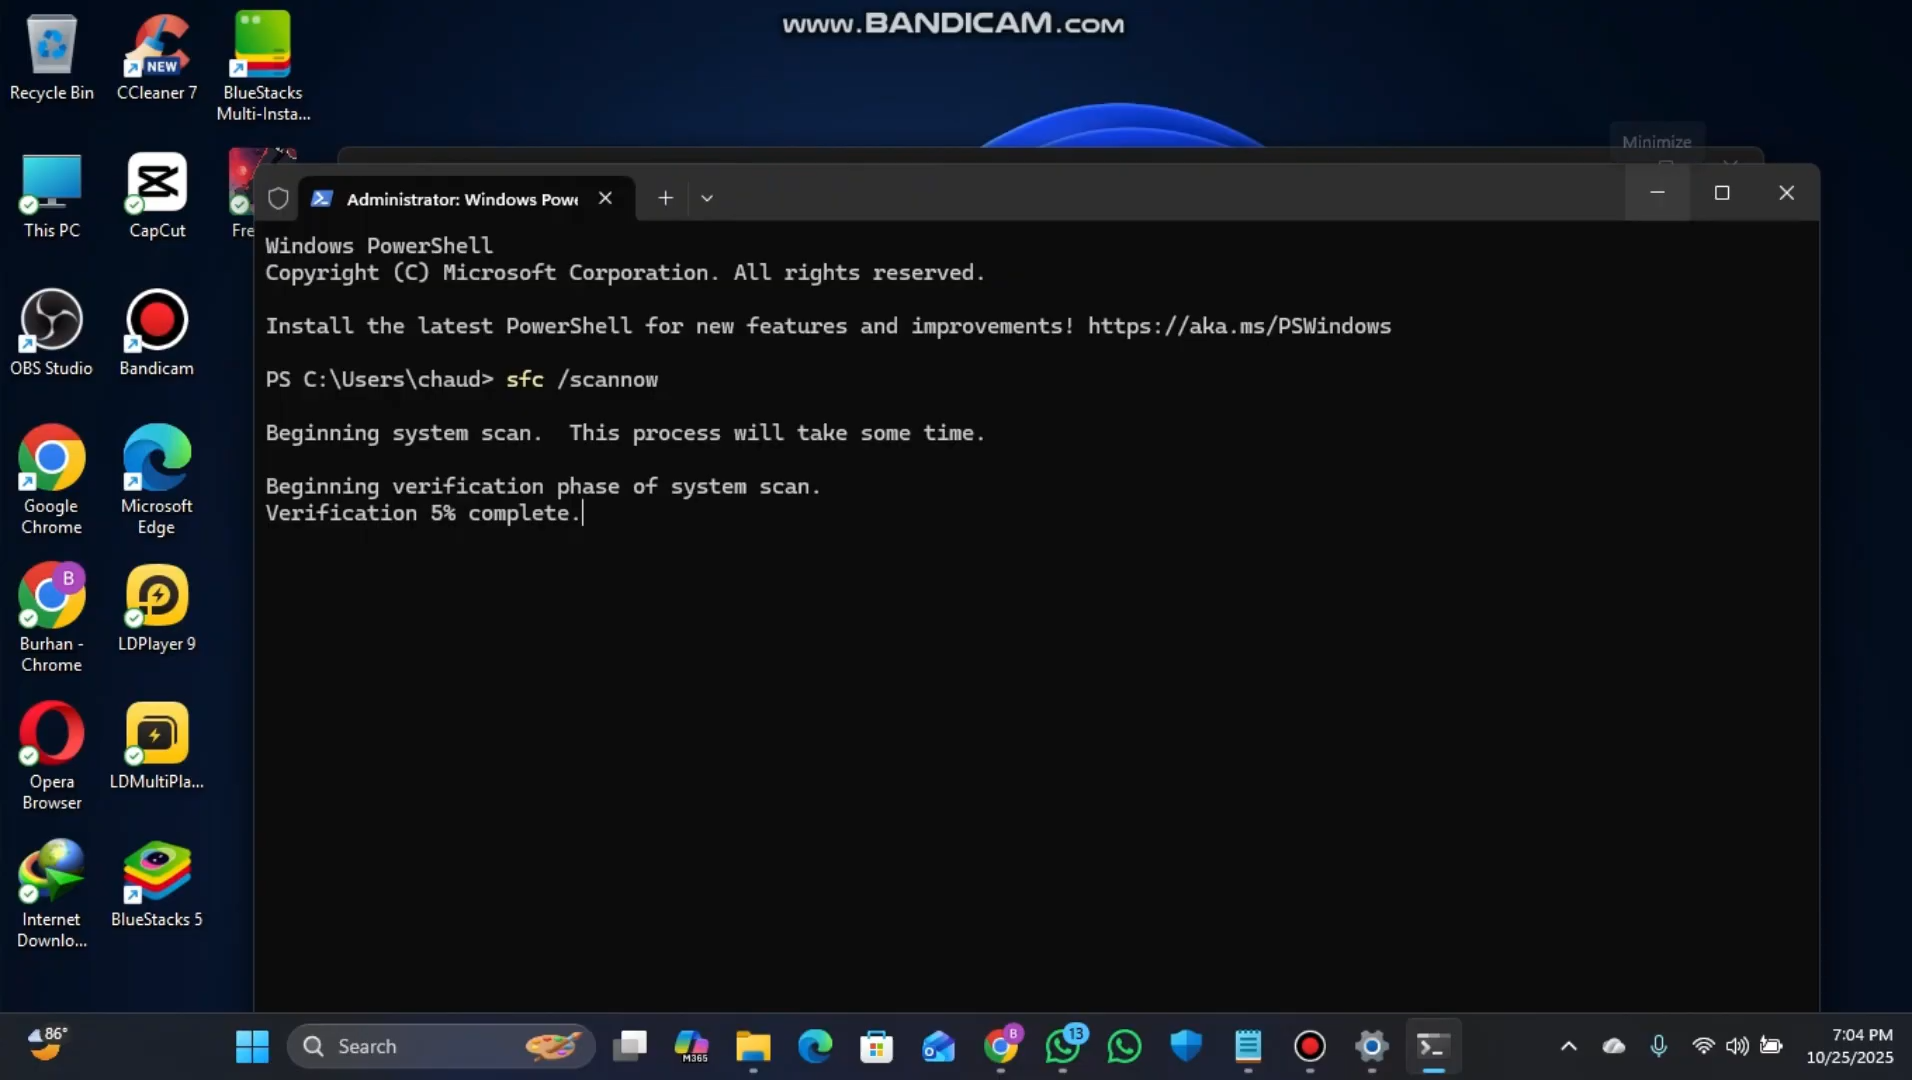 www.BANDICAM.com
Recycle Bin
NEW
CCleaner 7
BlueStacks
Multi-Insta...
This PC
CapCut
Fre
OBS Studio
Bandicam
Google
Chrome
Microsoft
Edge
B
Burhan -
Chrome
LDPlayer 9
Opera
Browser
LDMultiPla...
Internet
Downlo...
BlueStacks 5
Minimize
Administrator: Windows Powe
Windows PowerShell
Copyright (C) Microsoft Corporation. All rights reserved.
Install the latest PowerShell for new features and improvements! https://aka.ms/PSWindows
PS C:\Users\chaud> sfc /scannow
Beginning system scan.  This process will take some time.
Beginning verification phase of system scan.
Verification 5% complete.
86°
Search
M365
B
13
7:04 PM
10/25/2025